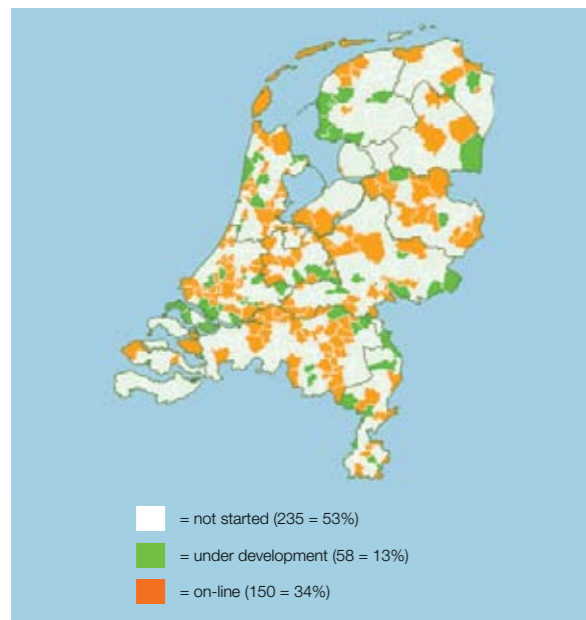 = not started (235 = 53%)
= under development (58 = 13%)
= on-line (150 = 34%)